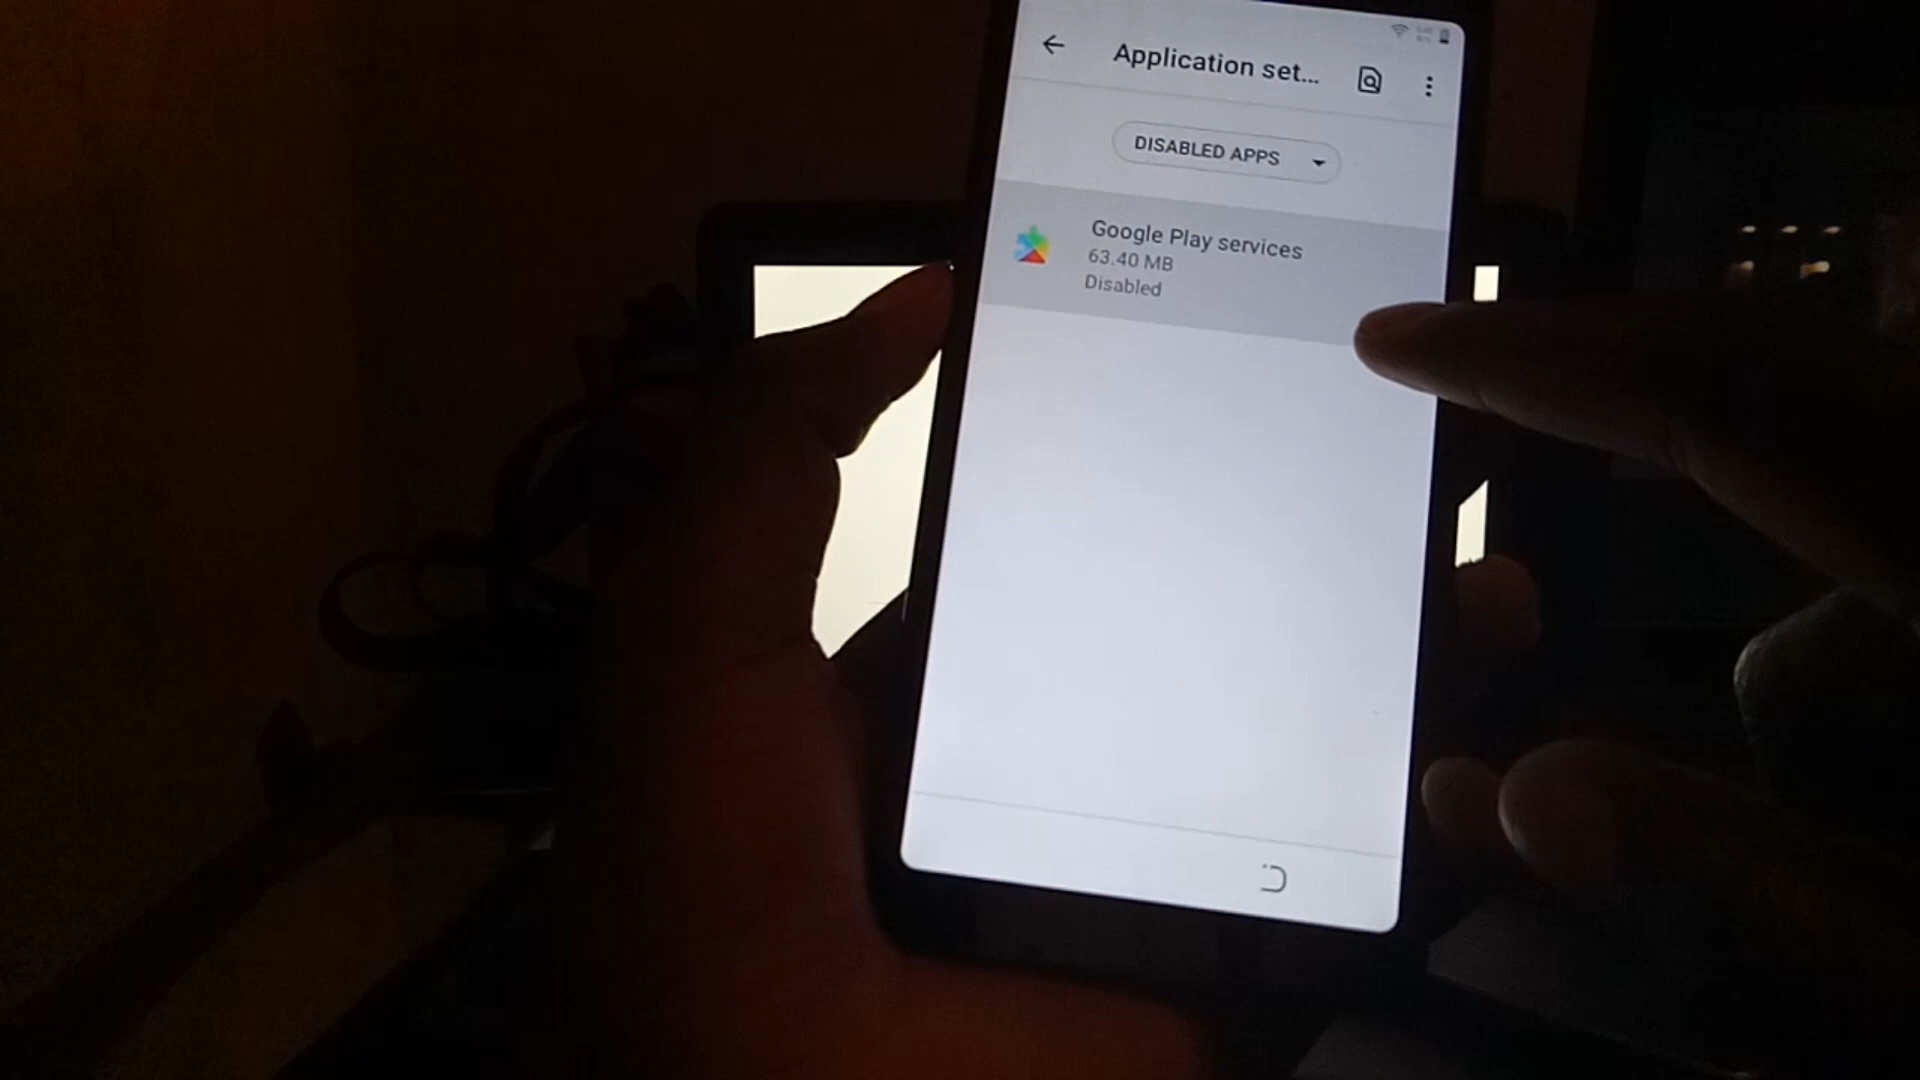 Application set...
DISABLED APPS
Google Play services
63.40 MB
Disabled